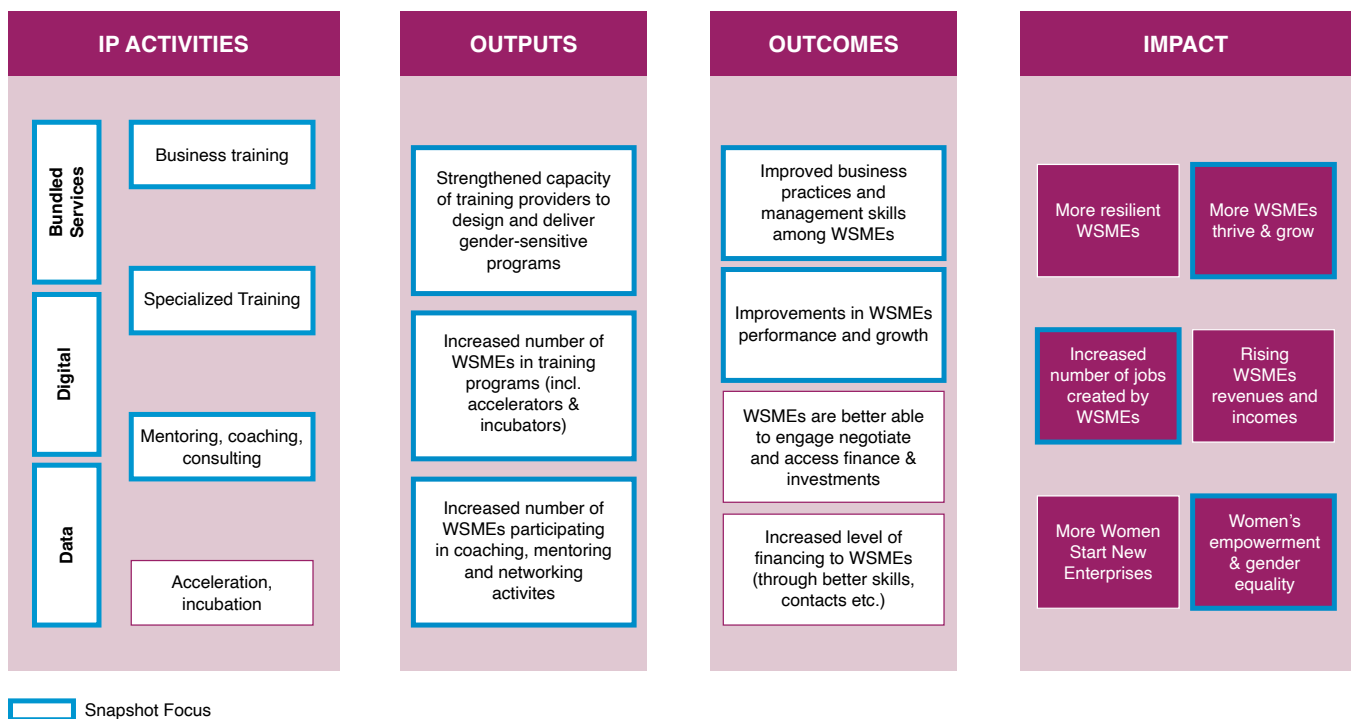 IP ACTIVITIES
Bundled
Services
Digital
Data
Business training
Specialized Training
Mentoring, coaching,
consulting
Acceleration,
incubation
OUTPUTS
Strengthened capacity
of training providers to
design and deliver
gender-sensitive
programs
Increased number of
WSMEs in training
programs (incl.
accelerators &
incubators)
Increased number of
WSMEs participating
in coaching, mentoring
and networking
activites
OUTCOMES
Improved business
practices and
management skills
among WSMEs
Improvements in WSMEs
performance and growth
WSMEs are better able
to engage negotiate
and access finance &
investments
Increased level of
financing to WSMEs
(through better skills,
contacts etc.)
IMPACT
More resilient
WSMEs
More WSMEs
thrive & grow
Increased
number of jobs
created by
WSMEs
Rising
WSMEs
revenues and
incomes
More Women
Start New
Enterprises
Women's
empowerment
& gender
equality
Snapshot Focus